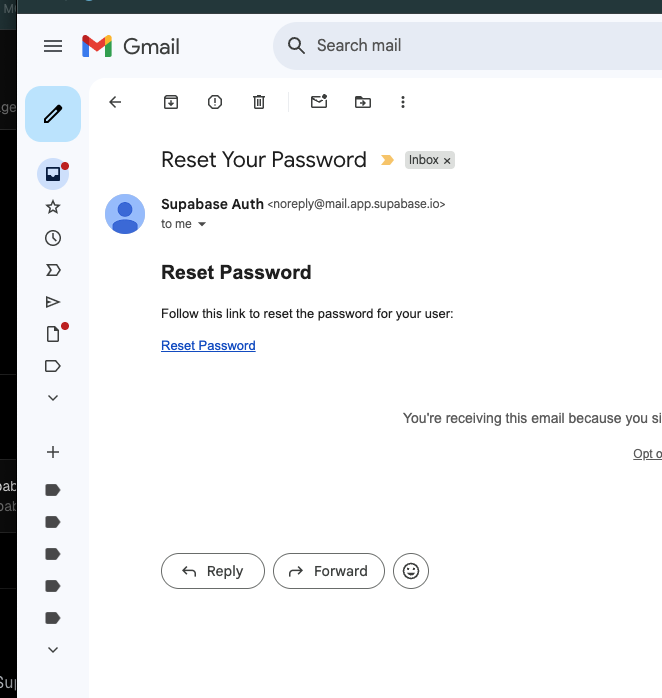 Gmail
Search mail
Reset Your Password
Inbox x
Supabase Auth <noreply@mail.app.supabase.io>
to me
Reset Password
Follow this link to reset the password for your user:
Reset Password
You're receiving this email because you si
Opt o
Reply
Forward